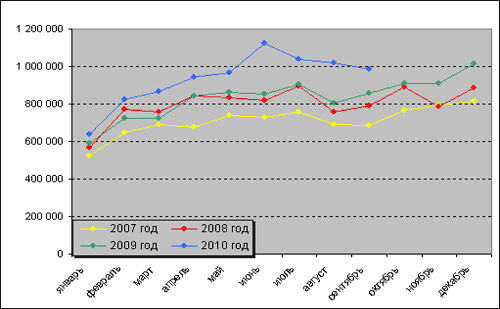 1 200 000
1 000 000
800 000
600 000
400 000
200 000
0
2007 год
2008 год
2009 год
2010 год
январь
февраль
март
апрель
май
июнь
июль
август
сентябрь
октябрь
ноябрь
декабрь